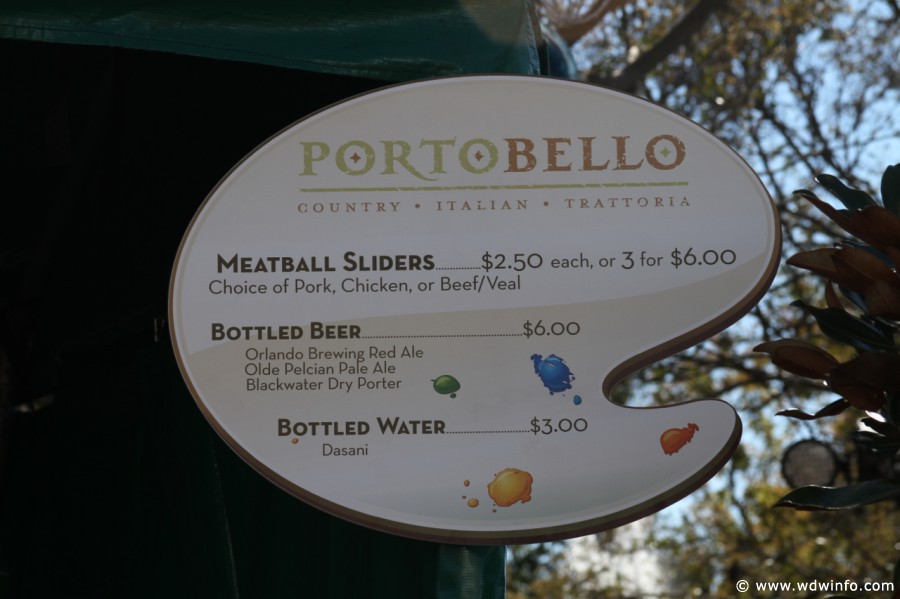 PORTOBELLO
COUNTRY • ITALIAN • TRATTORIA
MEATBALL SLIDERS............$2.50 each, or 3 for $6.00
Choice of Pork, Chicken, or Beef/Veal
BOTTLED BEER............................................$6.00
Orlando Brewing Red Ale
Olde Pelcian Pale Ale
Blackwater Dry Porter
BOTTLED WATER.......................$3.00
Dasani
© www.wdwinfo.com